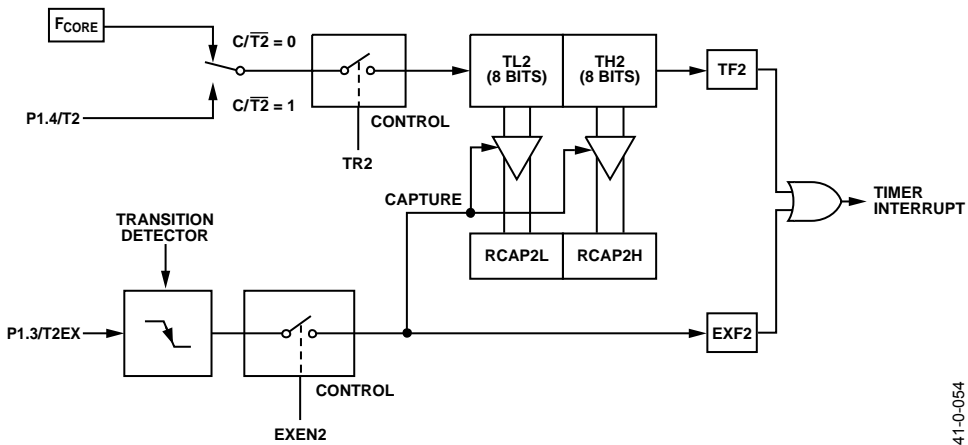 FCORE
C/T2 = 0
C/T2 = 1
P1.4/T2
CONTROL
TR2
TL2
(8 BITS)
TH2
(8 BITS)
TF2
CAPTURE
TIMER
INTERRUPT
TRANSITION
DETECTOR
RCAP2L
RCAP2H
P1.3/T2EX
EXF2
CONTROL
EXEN2
41-0-054